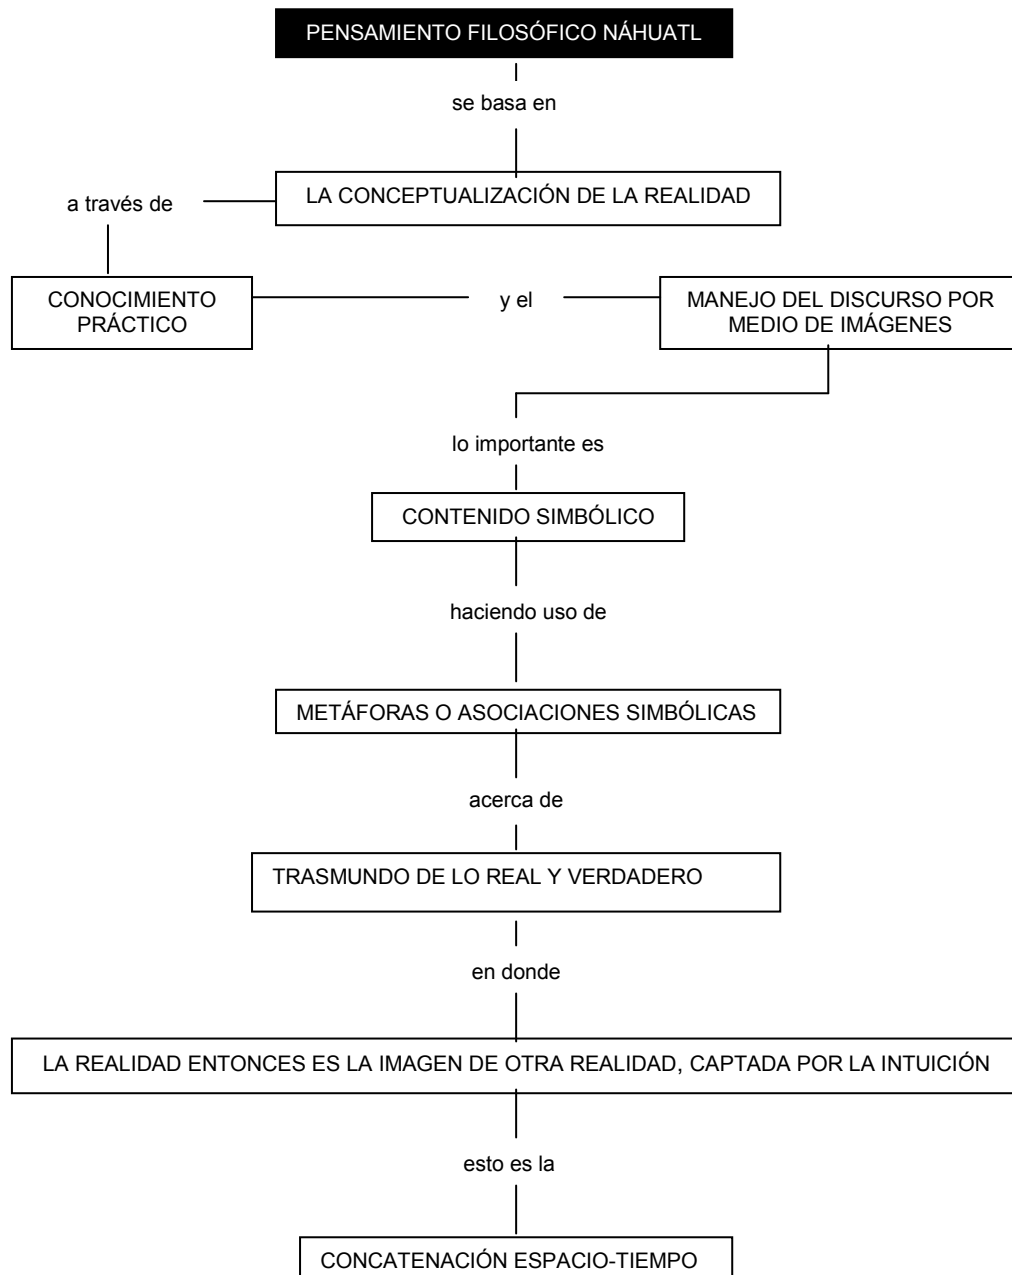 PENSAMIENTO FILOSÓFICO NÁHUATL
se basa en
LA CONCEPTUALIZACIÓN DE LA REALIDAD
a través de
CONOCIMIENTO
PRÁCTICO
y el
MANEJO DEL DISCURSO POR
MEDIO DE IMÁGENES
lo importante es
CONTENIDO SIMBÓLICO
haciendo uso de
METÁFORAS O ASOCIACIONES SIMBÓLICAS
acerca de
TRASMUNDO DE LO REAL Y VERDADERO
en donde
LA REALIDAD ENTONCES ES LA IMAGEN DE OTRA REALIDAD, CAPTADA POR LA INTUICIÓN
esto es la
CONCATENACIÓN ESPACIO-TIEMPO